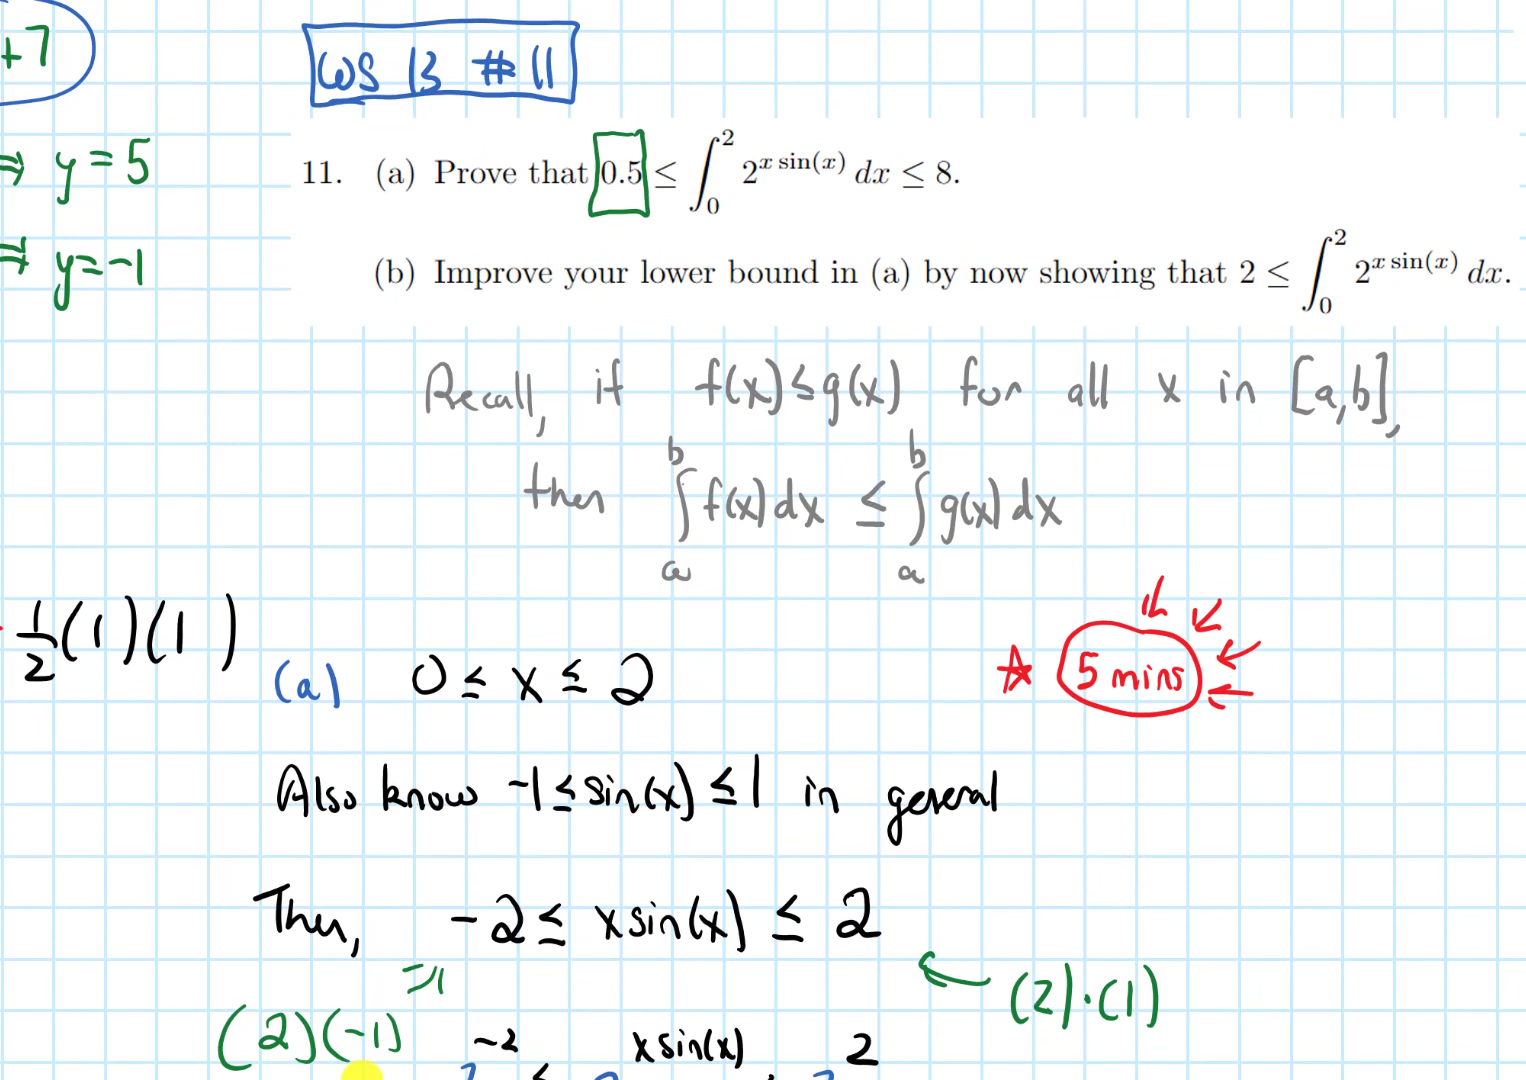 +7
WS 13 #11
⇒ y = 5
⇒ y = -1
11. (a) Prove that 0.5 ≤ ∫₀² 2^{x sin(x)} dx ≤ 8.
(b) Improve your lower bound in (a) by now showing that 2 ≤ ∫₀² 2^{x sin(x)} dx.
Recall, if f(x) ≤ g(x) for all x in [a,b],
then ∫ₐᵇ f(x) dx ≤ ∫ₐᵇ g(x) dx
½(1)(1)
(a) 0 ≤ x ≤ 2
☆ 5 mins
Also know -1 ≤ sin(x) ≤ 1 in general
Then, -2 ≤ x sin(x) ≤ 2
(2)·(1)
(2)(-1)
-2 ≤ x sin(x) 2